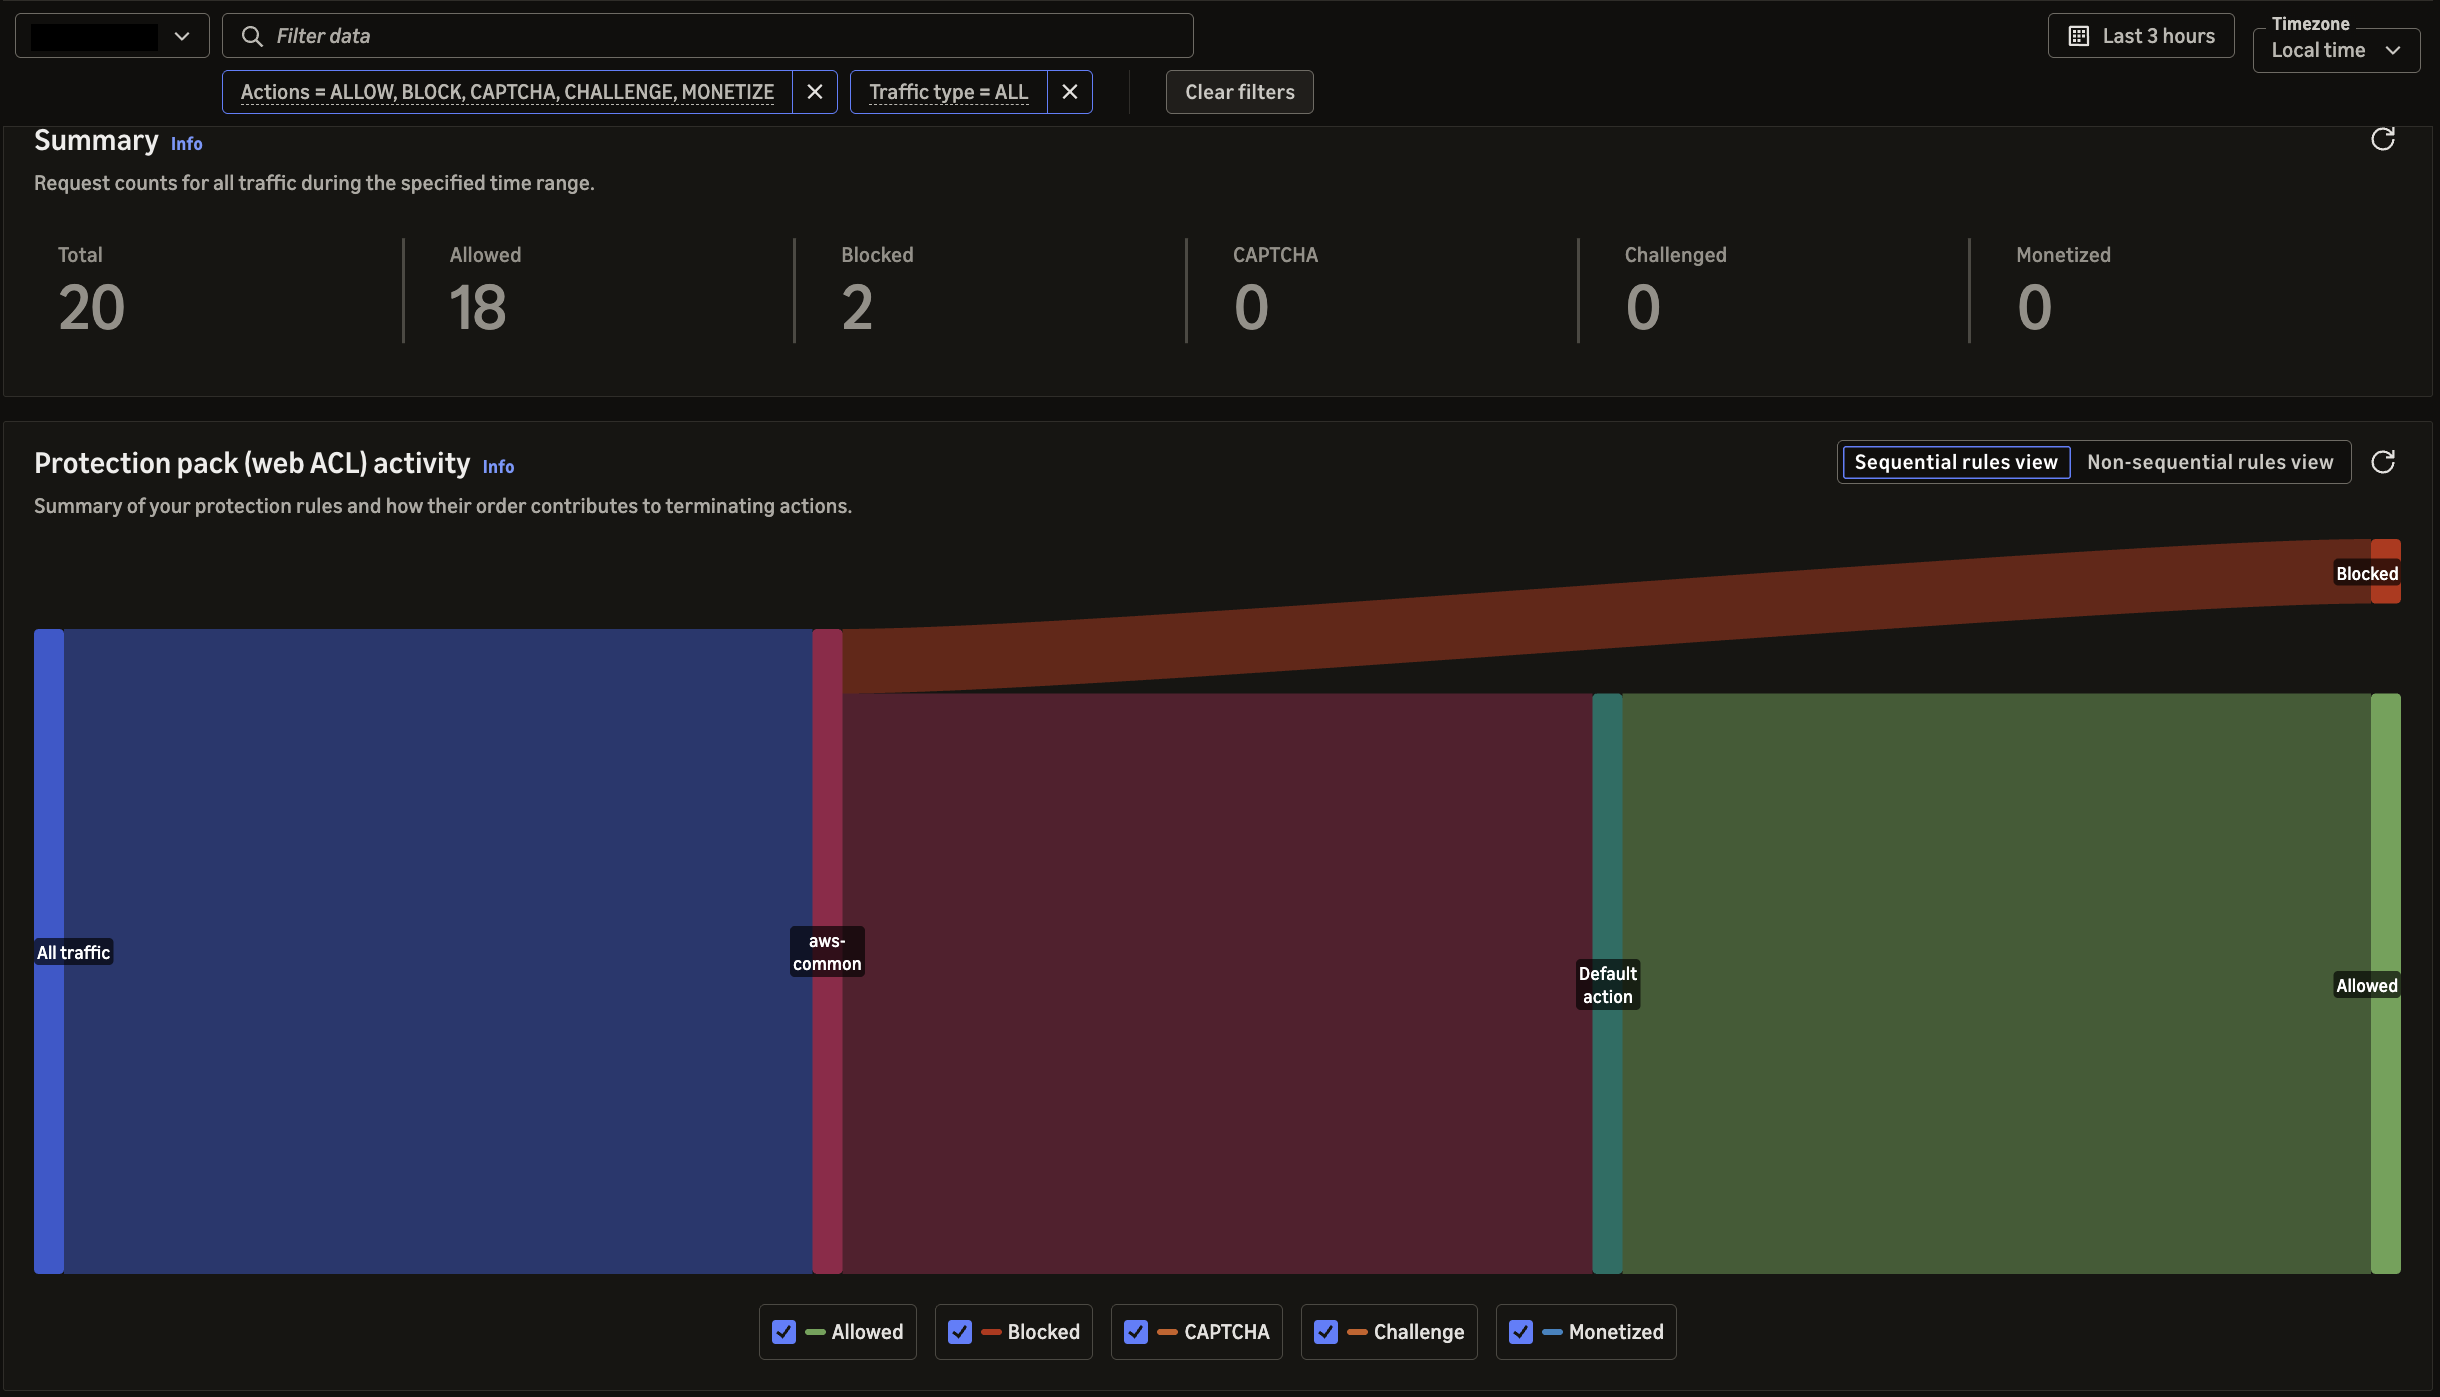 Filter data
Last 3 hours
Timezone
Local time
Actions = ALLOW, BLOCK, CAPTCHA, CHALLENGE, MONETIZE
Traffic type = ALL
Clear filters
Summary Info
Request counts for all traffic during the specified time range.
Total
20
Allowed
18
Blocked
2
CAPTCHA
0
Challenged
0
Monetized
0
Protection pack (web ACL) activity Info
Sequential rules view
Non-sequential rules view
Summary of your protection rules and how their order contributes to terminating actions.
Blocked
All traffic
aws-
common
Default
action
Allowed
Allowed
Blocked
CAPTCHA
Challenge
Monetized